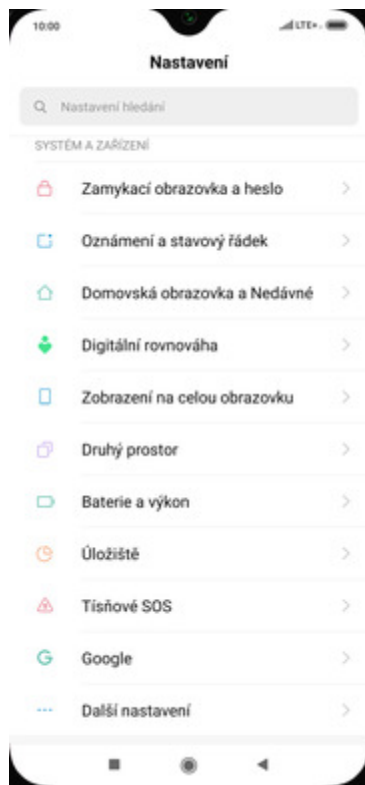 10:00
LTE+
Nastavení
Nastavení hledání
SYSTÉM A ZAŘÍZENÍ
Zamykací obrazovka a heslo
Oznámení a stavový řádek
Domovská obrazovka a Nedávné
Digitální rovnováha
Zobrazení na celou obrazovku
Druhý prostor
Baterie a výkon
Úložiště
Tísňové SOS
Google
Další nastavení